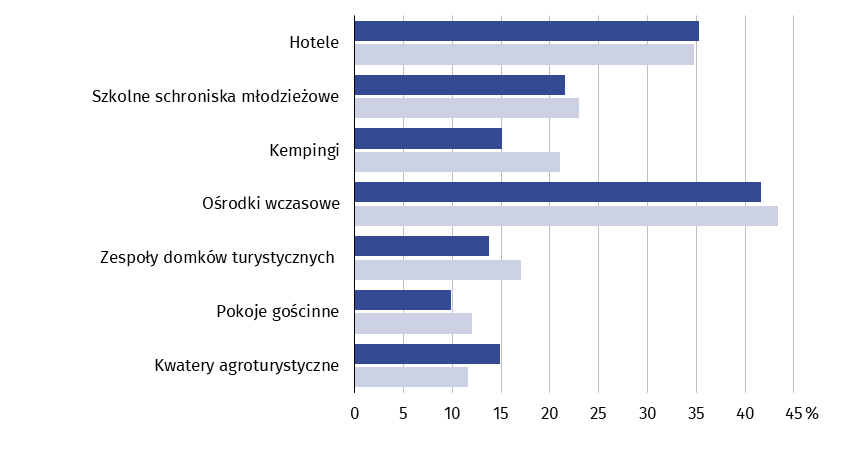 Hotele
Szkolne schroniska młodzieżowe
Kempingi
Ośrodki wczasowe
Zespoły domków turystycznych
Pokoje gościnne
Kwatery agroturystyczne
0 5 10 15 20 25 30 35 40 45 %